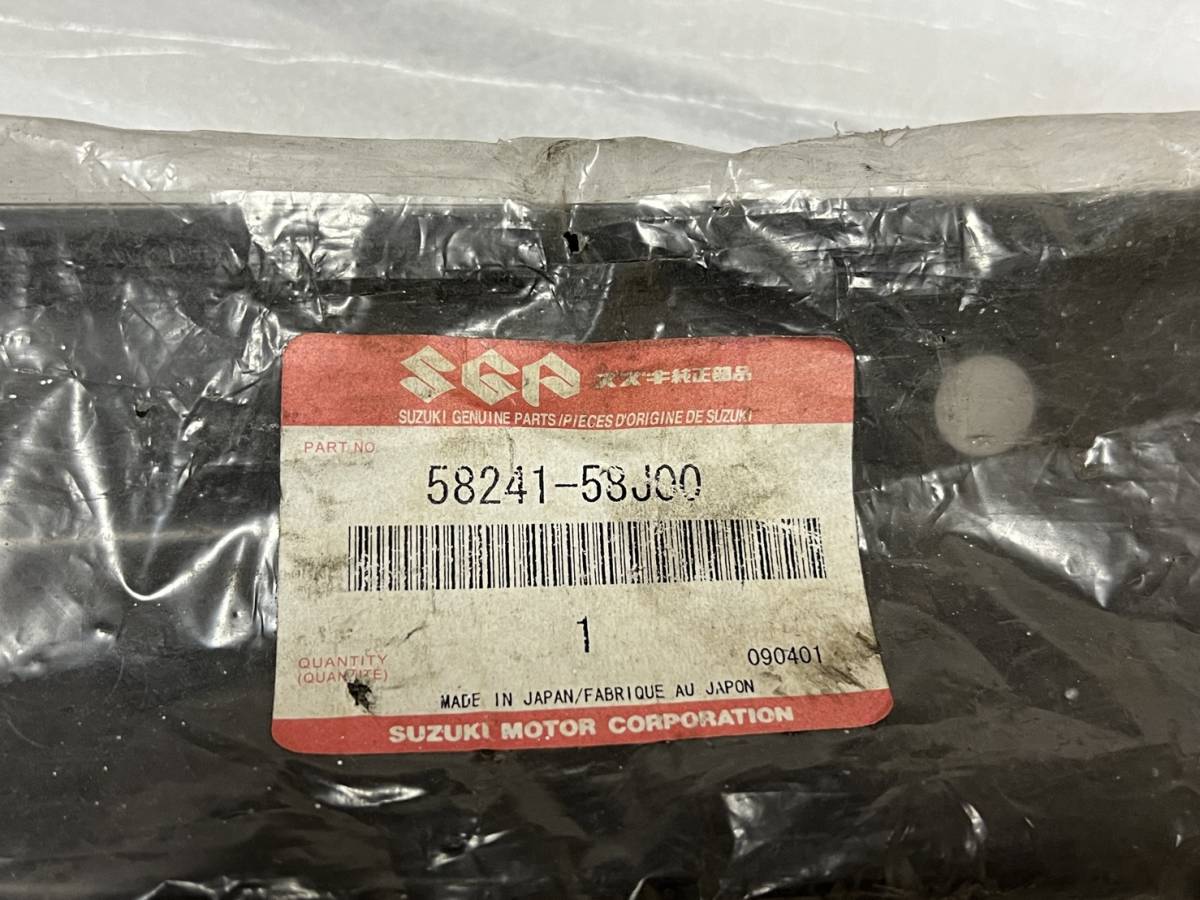 SGP スズキ純正部品
SUZUKI GENUINE PARTS/PIECES D'ORIGINE DE SUZUKI
PART NO.
58241-58J00
1
QUANTITY
(QUANTITÉ)
090401
MADE IN JAPAN/FABRIQUE AU JAPON
SUZUKI MOTOR CORPORATION